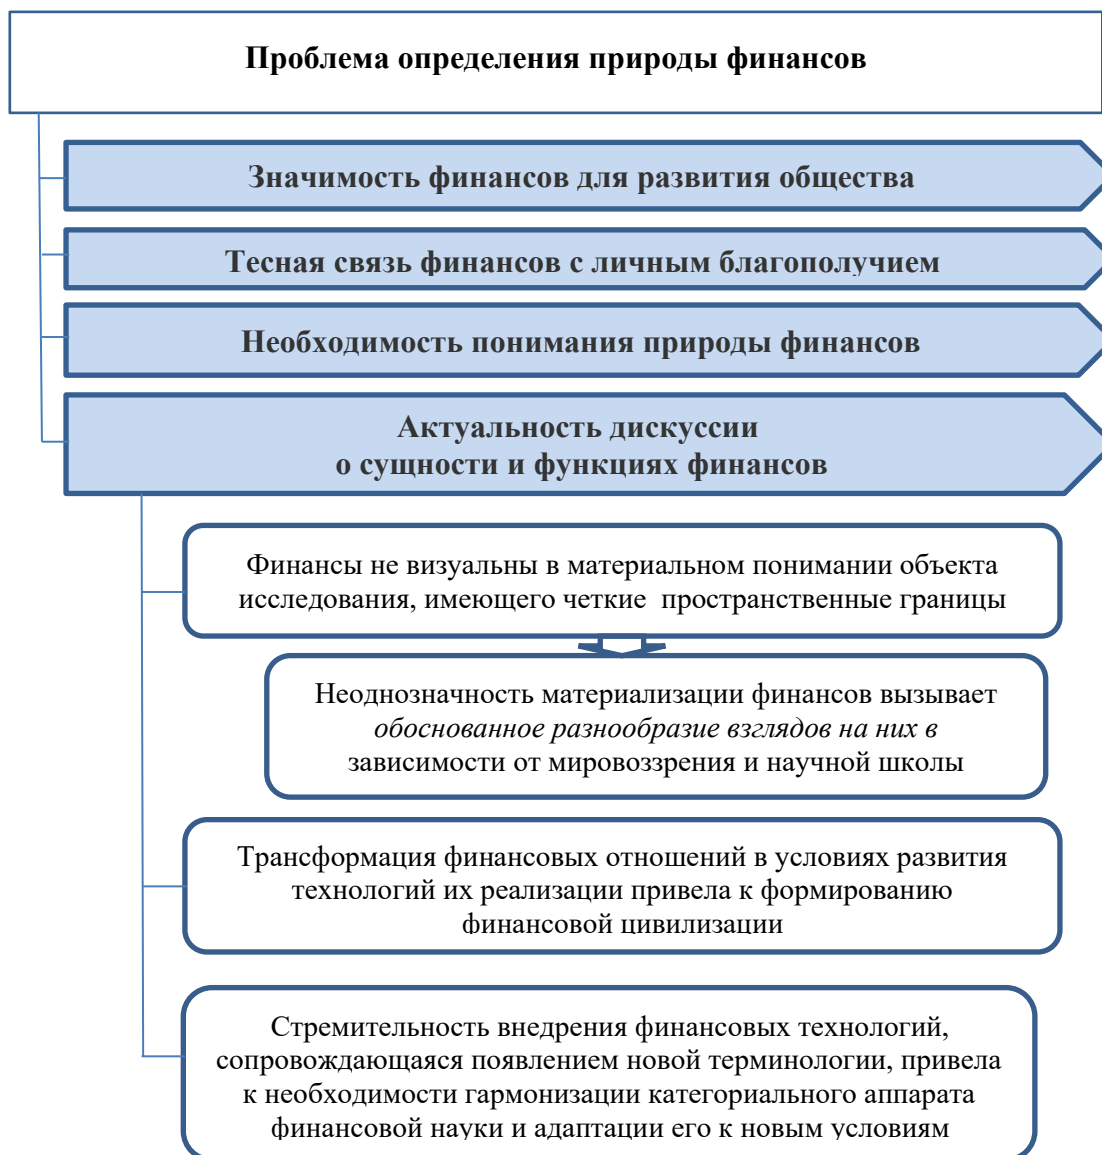 Проблема определения природы финансов
Значимость финансов для развития общества
Тесная связь финансов с личным благополучием
Необходимость понимания природы финансов
Актуальность дискуссии
о сущности и функциях финансов
Финансы не визуальны в материальном понимании объекта
исследования, имеющего четкие пространственные границы
Неоднозначность материализации финансов вызывает
обоснованное разнообразие взглядов на них в
зависимости от мировоззрения и научной школы
Трансформация финансовых отношений в условиях развития
технологий их реализации привела к формированию
финансовой цивилизации
Стремительность внедрения финансовых технологий,
сопровождающаяся появлением новой терминологии, привела
к необходимости гармонизации категориального аппарата
финансовой науки и адаптации его к новым условиям